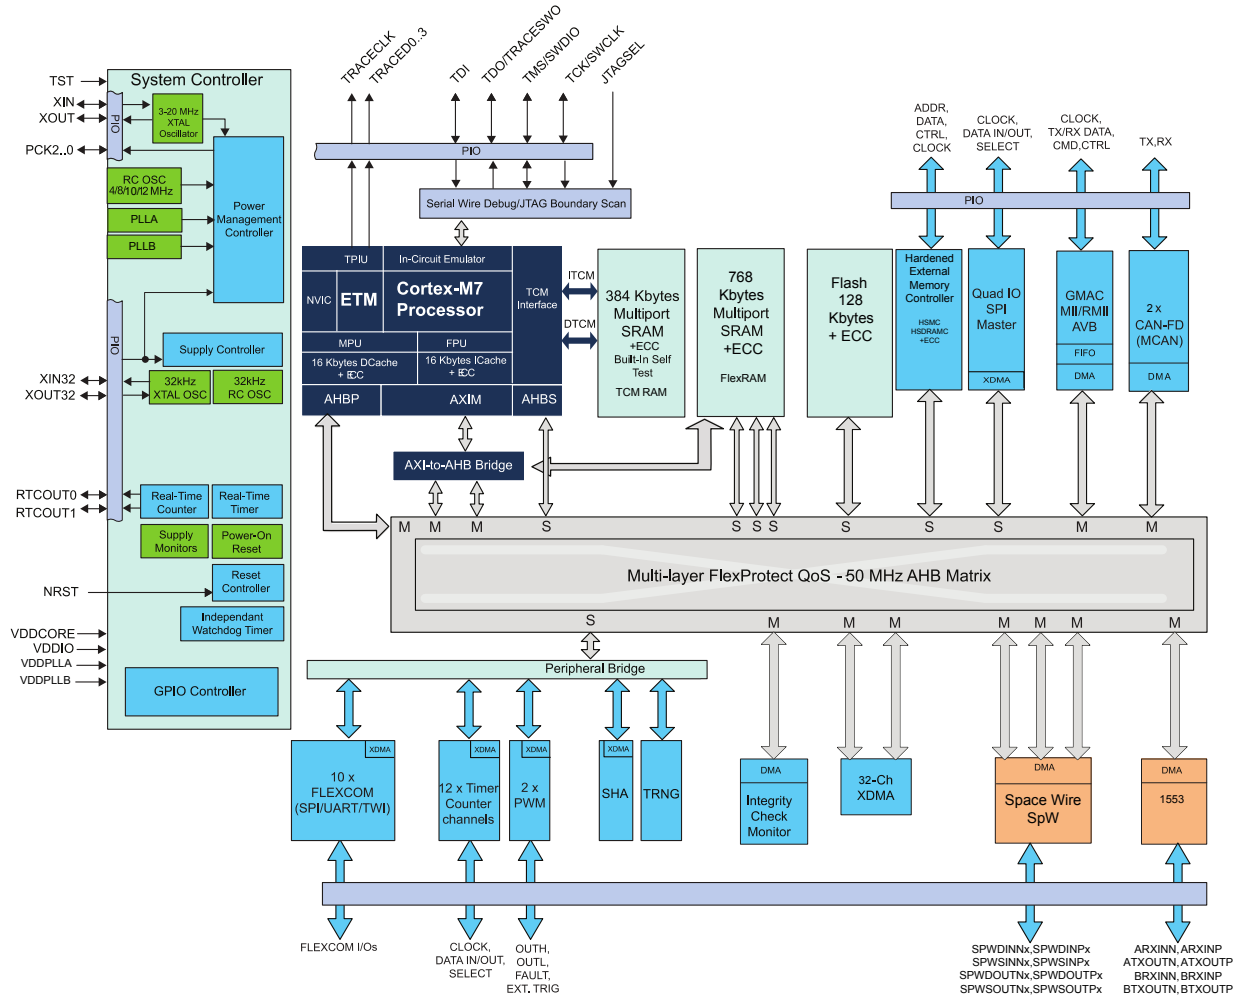 System Controller
TST
XIN
XOUT
PCK2..0
PIO
3-20 MHz
XTAL
Oscillator
RC OSC
4/8/10/12 MHz
PLLA
PLLB
Power
Management
Controller
PIO
Supply Controller
XIN32
XOUT32
32kHz
XTAL OSC
32kHz
RC OSC
RTCOUT0
RTCOUT1
Real-Time
Counter
Real-Time
Timer
Supply
Monitors
Power-On
Reset
NRST
Reset
Controller
Independant
Watchdog Timer
VDDCORE
VDDIO
VDDPLLA
VDDPLLB
GPIO Controller
TRACECLK
TRACED0..3
TDI
TDO/TRACESWO
TMS/SWDIO
TCK/SWCLK
JTAGSEL
PIO
Serial Wire Debug/JTAG Boundary Scan
TPIU
In-Circuit Emulator
NVIC
ETM
Cortex-M7
Processor
TCM
Interface
MPU
FPU
16 Kbytes DCache
+ ECC
16 Kbytes ICache
+ ECC
AHBP
AXIM
AHBS
ITCM
DTCM
384 Kbytes
Multiport
SRAM
+ECC
Built-In Self
Test
TCM RAM
768
Kbytes
Multiport
SRAM
+ECC
FlexRAM
Flash
128
Kbytes
+ ECC
ADDR,
DATA,
CTRL,
CLOCK
CLOCK,
DATA IN/OUT,
SELECT
CLOCK,
TX/RX DATA,
CMD,CTRL
TX,RX
PIO
Hardened
External
Memory
Controller
HSMC
HSDRAMC
+ECC
Quad IO
SPI
Master
XDMA
GMAC
MII/RMII
AVB
FIFO
DMA
2 x
CAN-FD
(MCAN)
DMA
AXI-to-AHB Bridge
M M M S S S S S S S M M
Multi-layer FlexProtect QoS - 50 MHz AHB Matrix
S M M M M M M M
Peripheral Bridge
XDMA
10 x
FLEXCOM
(SPI/UART/TWI)
XDMA
12 x Timer
Counter
channels
XDMA
2 x
PWM
XDMA
SHA
TRNG
DMA
Integrity
Check
Monitor
32-Ch
XDMA
DMA
Space Wire
SpW
DMA
1553
FLEXCOM I/Os
CLOCK,
DATA IN/OUT,
SELECT
OUTH,
OUTL,
FAULT,
EXT. TRIG
SPWDINNx,SPWDINPx
SPWSINNx,SPWSINPx
SPWDOUTNx,SPWDOUTPx
SPWSOUTNx,SPWSOUTPx
ARXINN, ARXINP
ATXOUTN, ATXOUTP
BRXINN, BRXINP
BTXOUTN, BTXOUTP